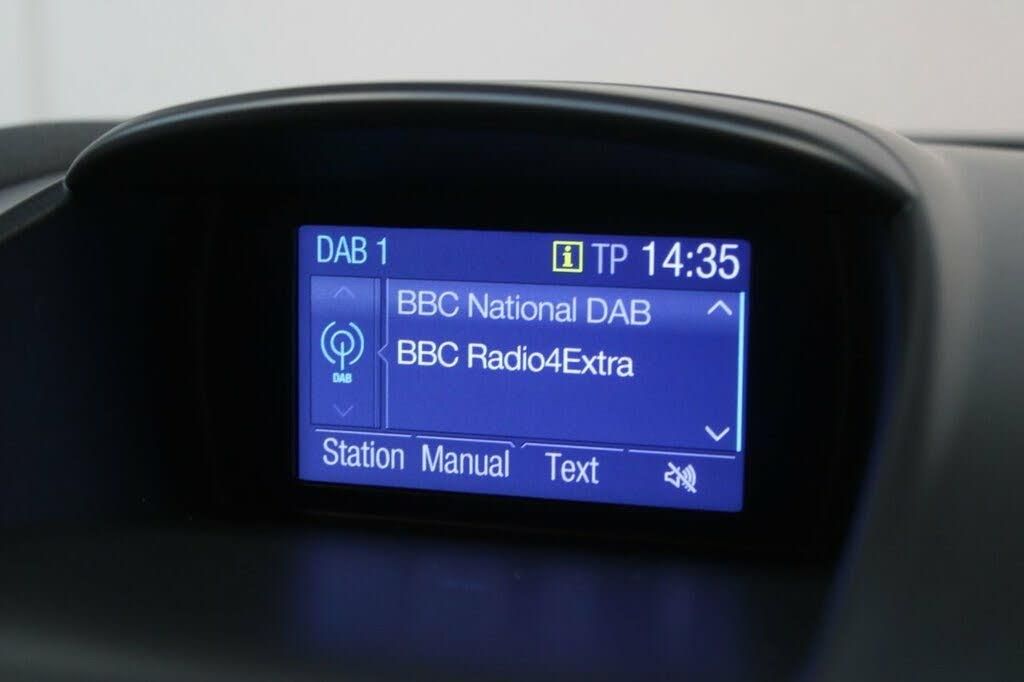 DAB 1 i TP 14:35
BBC National DAB
BBC Radio4Extra
DAB
Station Manual Text